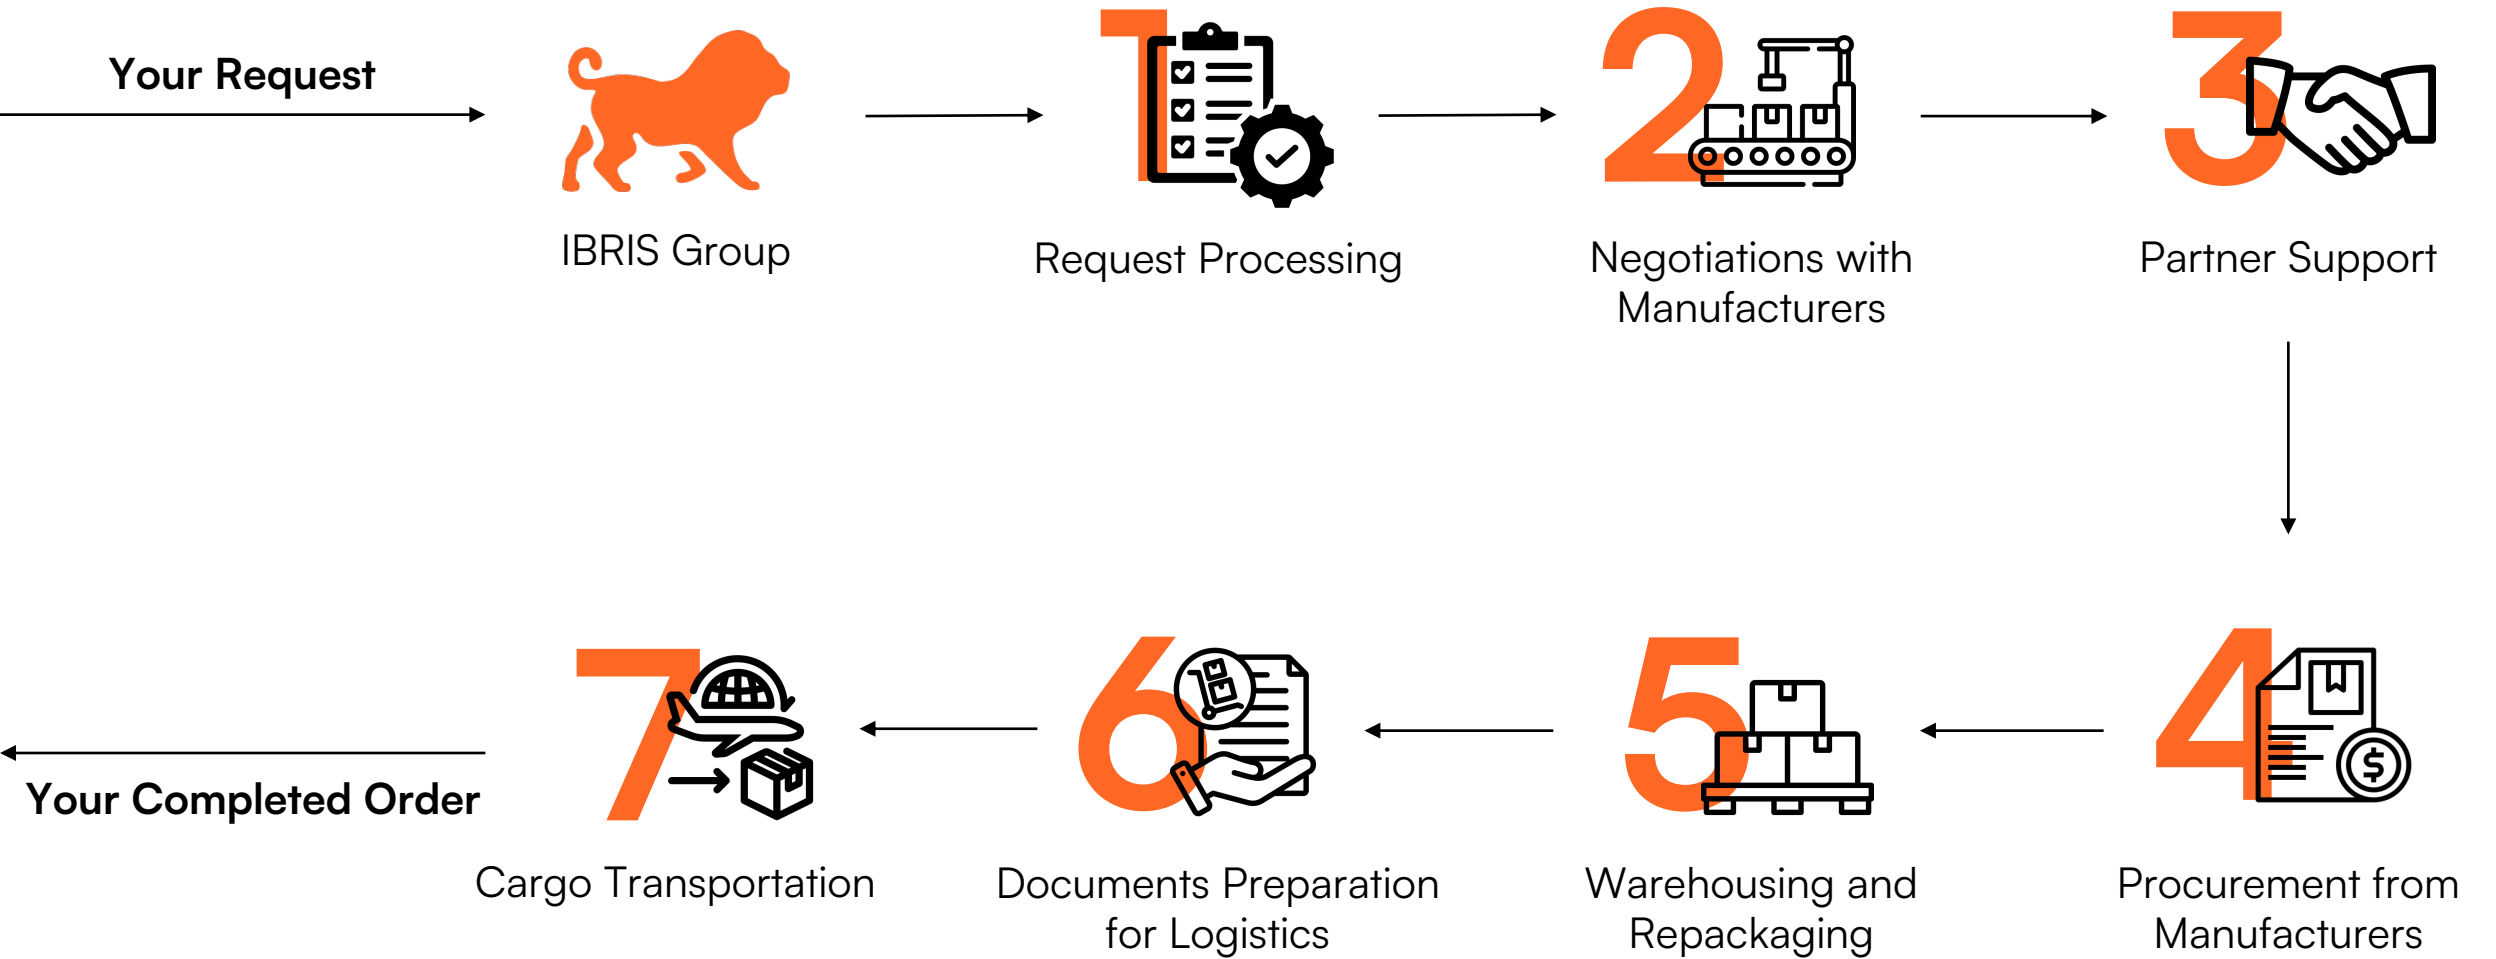 Your Request
IBRIS Group
1
Request Processing
2
Negotiations with
Manufacturers
3
Partner Support
4
$
Procurement from
Manufacturers
5
Warehousing and
Repackaging
6
Documents Preparation
for Logistics
7
Cargo Transportation
Your Completed Order